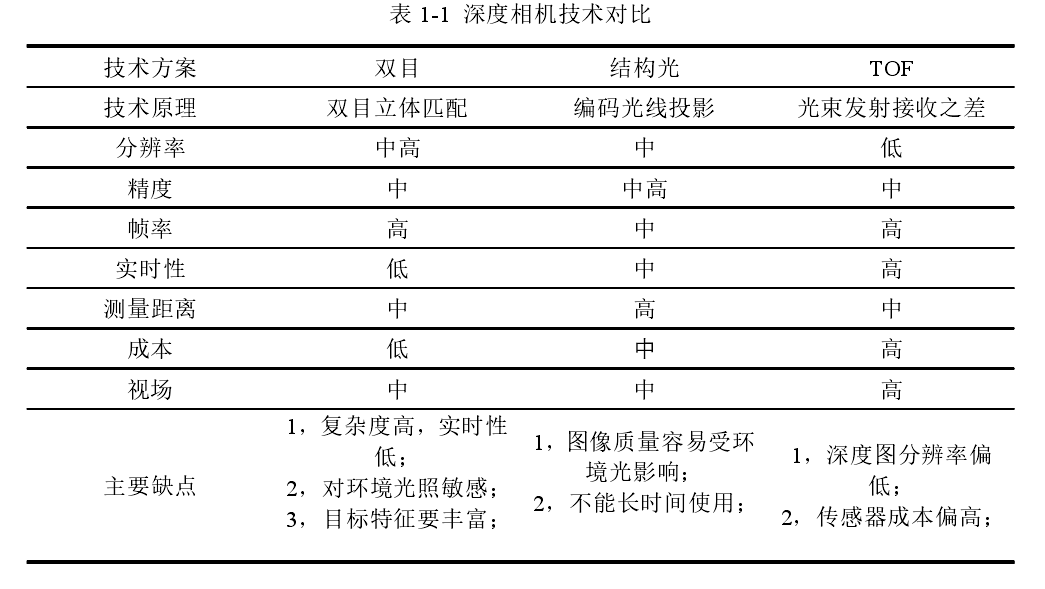 表 1-1 深度相机技术对比
技术方案 双目 结构光 TOF
技术原理 双目立体匹配 编码光线投影 光束发射接收之差
分辨率 中高 中 低
精度 中 中高 中
帧率 高 中 高
实时性 低 中 高
测量距离 中 高 中
成本 低 中 高
视场 中 中 高
主要缺点
1，复杂度高，实时性
低；
2，对环境光照敏感；
3，目标特征要丰富；
1，图像质量容易受环
境光影响；
2，不能长时间使用；
1，深度图分辨率偏
低；
2，传感器成本偏高；